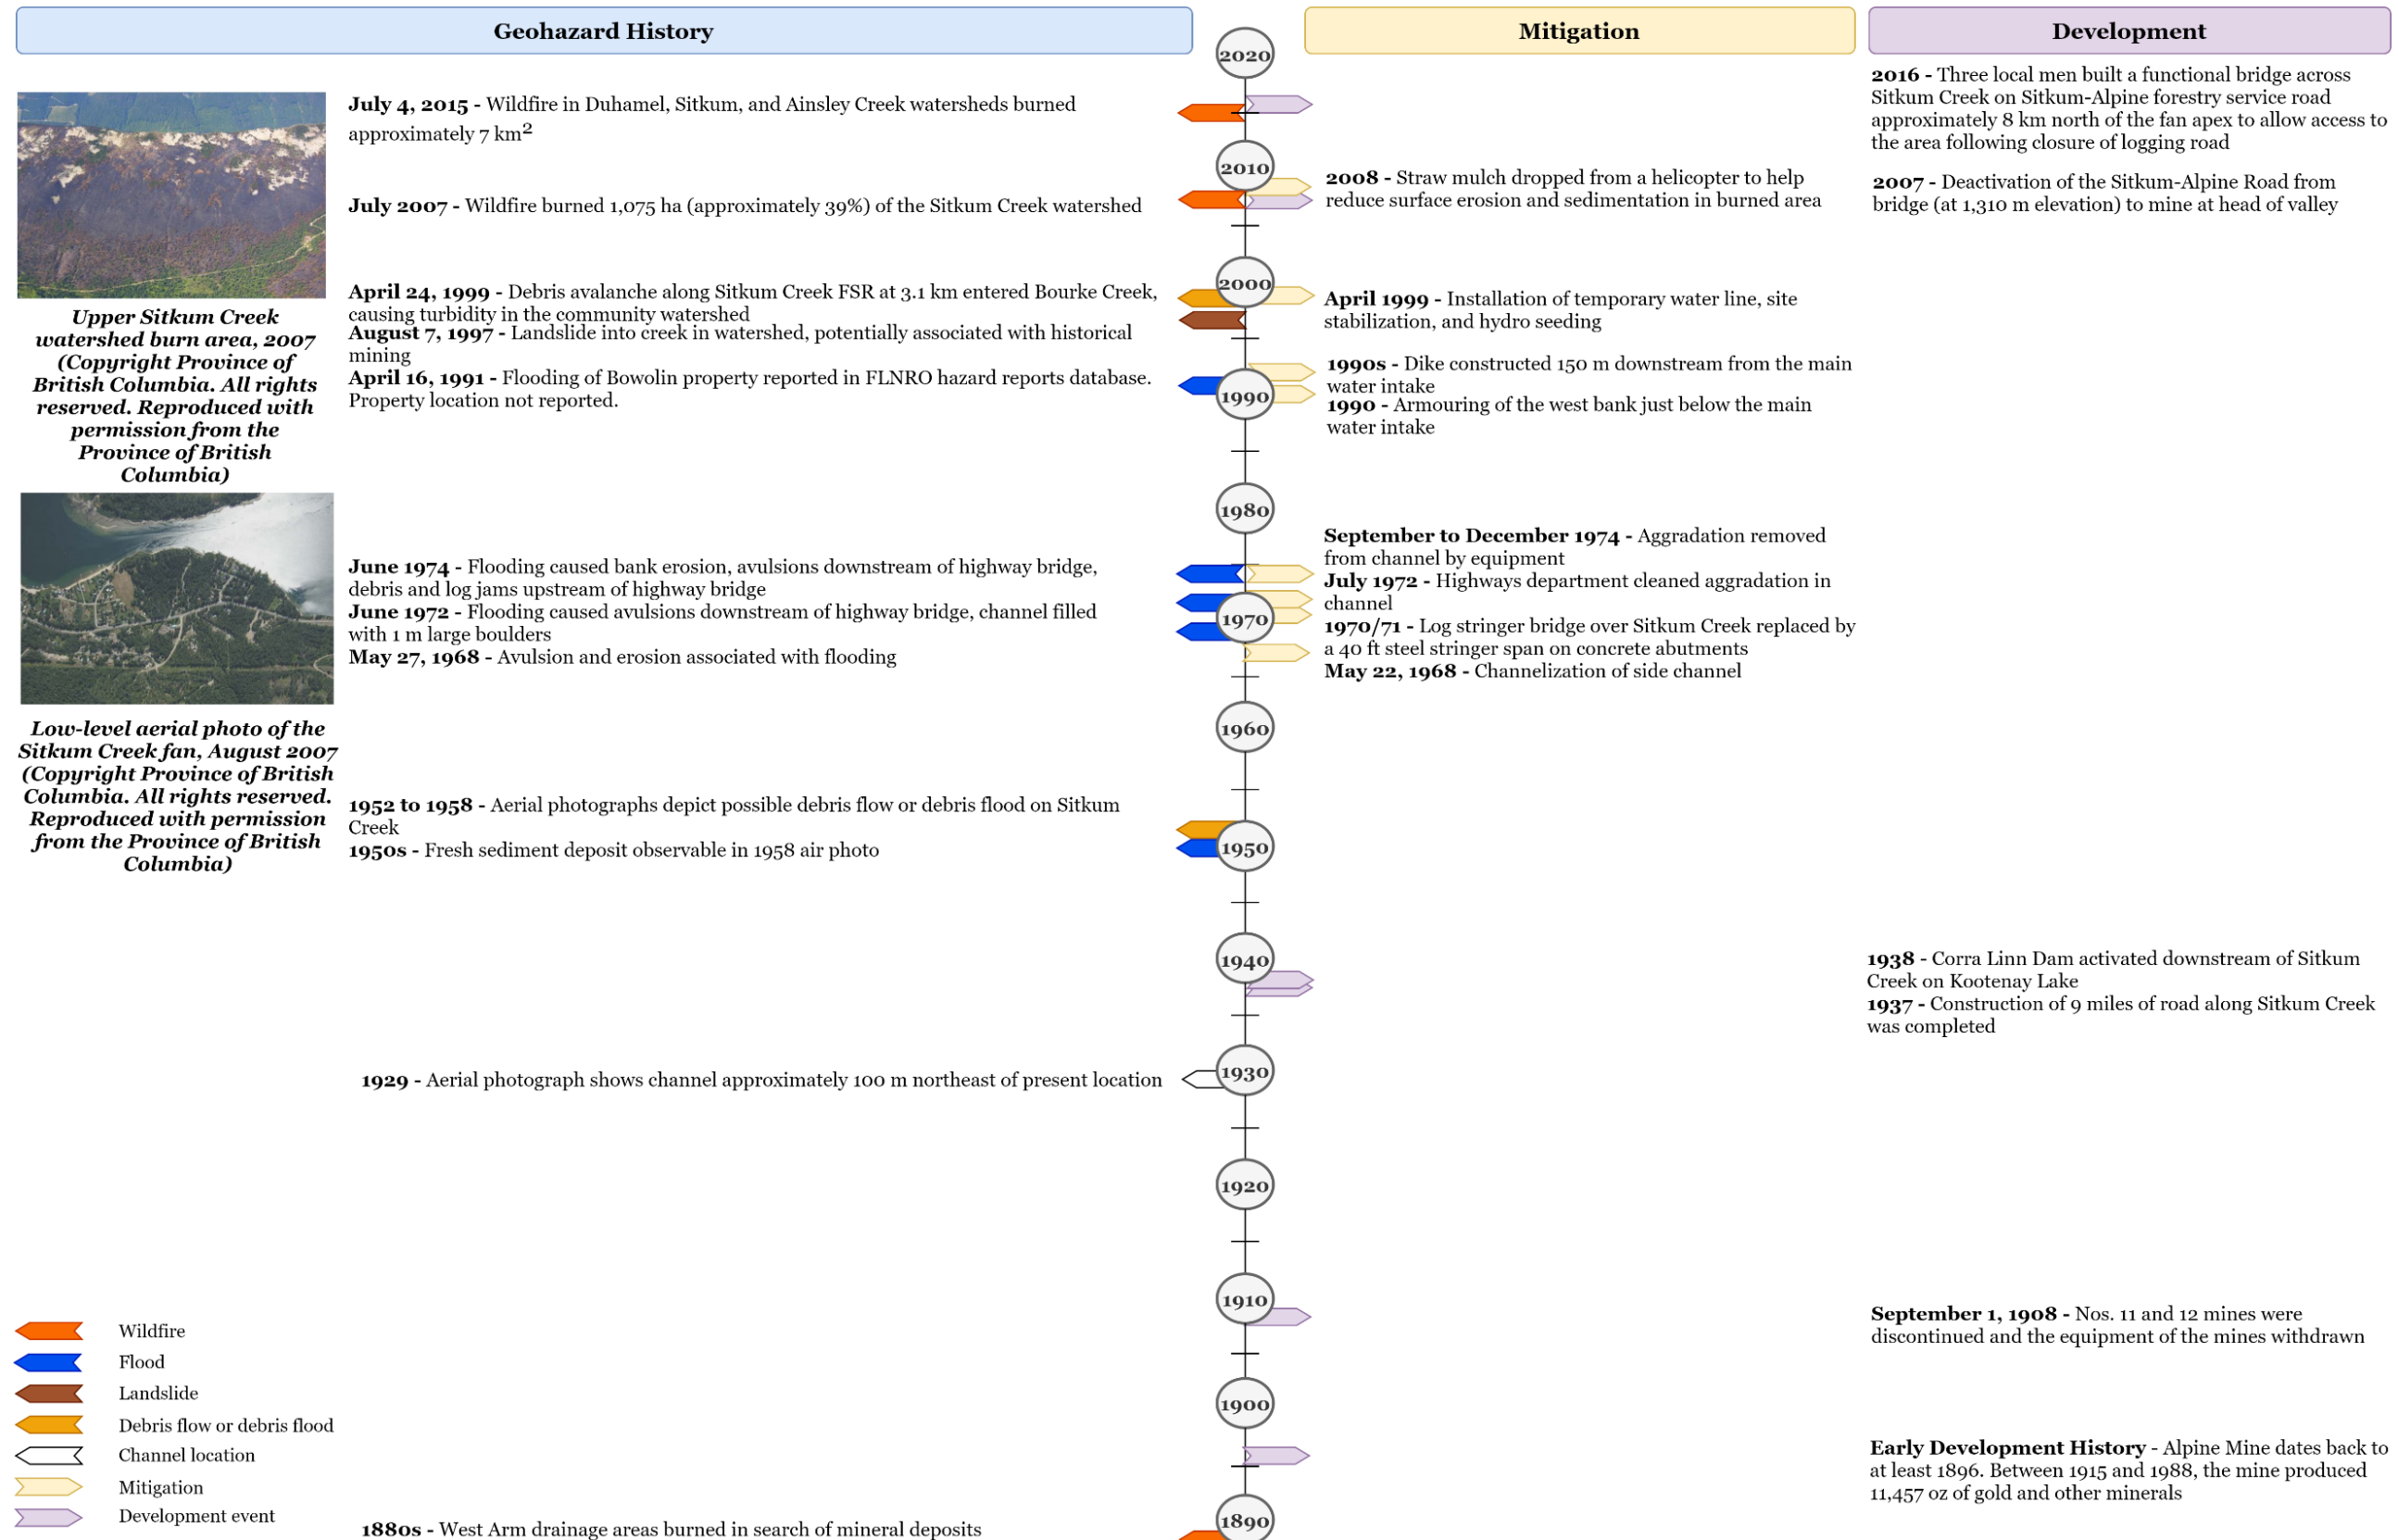 Geohazard History
Mitigation
Development
July 4, 2015 - Wildfire in Duhamel, Sitkum, and Ainsley Creek watersheds burned
approximately 7 km²
July 2007 - Wildfire burned 1,075 ha (approximately 39%) of the Sitkum Creek watershed
April 24, 1999 - Debris avalanche along Sitkum Creek FSR at 3.1 km entered Bourke Creek,
causing turbidity in the community watershed
August 7, 1997 - Landslide into creek in watershed, potentially associated with historical
mining
April 16, 1991 - Flooding of Bowolin property reported in FLNRO hazard reports database.
Property location not reported.
June 1974 - Flooding caused bank erosion, avulsions downstream of highway bridge,
debris and log jams upstream of highway bridge
June 1972 - Flooding caused avulsions downstream of highway bridge, channel filled
with 1 m large boulders
May 27, 1968 - Avulsion and erosion associated with flooding
1952 to 1958 - Aerial photographs depict possible debris flow or debris flood on Sitkum
Creek
1950s - Fresh sediment deposit observable in 1958 air photo
1929 - Aerial photograph shows channel approximately 100 m northeast of present location
1880s - West Arm drainage areas burned in search of mineral deposits
Upper Sitkum Creek
watershed burn area, 2007
(Copyright Province of
British Columbia. All rights
reserved. Reproduced with
permission from the
Province of British
Columbia)
Low-level aerial photo of the
Sitkum Creek fan, August 2007
(Copyright Province of British
Columbia. All rights reserved.
Reproduced with permission
from the Province of British
Columbia)
Wildfire
Flood
Landslide
Debris flow or debris flood
Channel location
Mitigation
Development event
2020
2010
2000
1990
1980
1970
1960
1950
1940
1930
1920
1910
1900
1890
2008 - Straw mulch dropped from a helicopter to help
reduce surface erosion and sedimentation in burned area
April 1999 - Installation of temporary water line, site
stabilization, and hydro seeding
1990s - Dike constructed 150 m downstream from the main
water intake
1990 - Armouring of the west bank just below the main
water intake
September to December 1974 - Aggradation removed
from channel by equipment
July 1972 - Highways department cleaned aggradation in
channel
1970/71 - Log stringer bridge over Sitkum Creek replaced by
a 40 ft steel stringer span on concrete abutments
May 22, 1968 - Channelization of side channel
2016 - Three local men built a functional bridge across
Sitkum Creek on Sitkum-Alpine forestry service road
approximately 8 km north of the fan apex to allow access to
the area following closure of logging road
2007 - Deactivation of the Sitkum-Alpine Road from
bridge (at 1,310 m elevation) to mine at head of valley
1938 - Corra Linn Dam activated downstream of Sitkum
Creek on Kootenay Lake
1937 - Construction of 9 miles of road along Sitkum Creek
was completed
September 1, 1908 - Nos. 11 and 12 mines were
discontinued and the equipment of the mines withdrawn
Early Development History - Alpine Mine dates back to
at least 1896. Between 1915 and 1988, the mine produced
11,457 oz of gold and other minerals